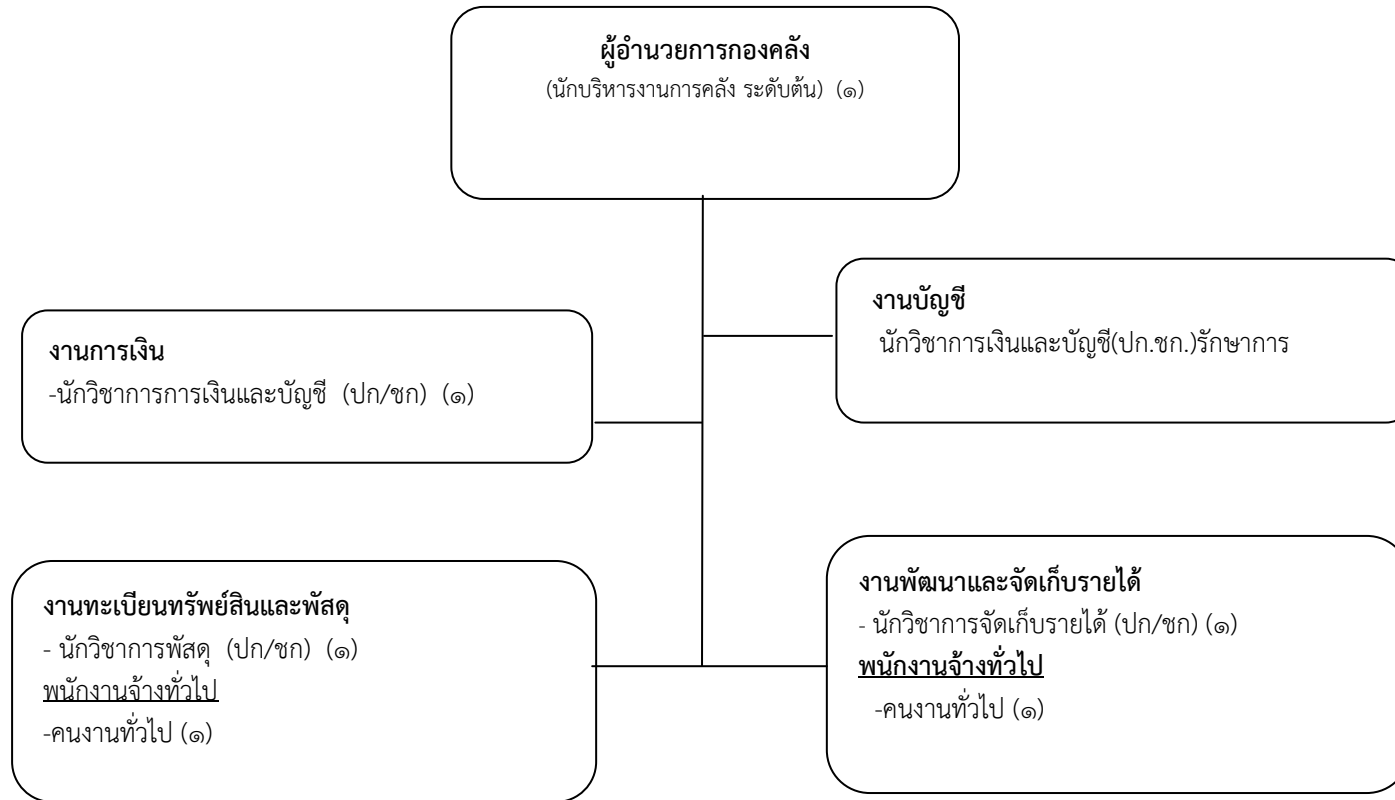 ผู้อำนวยการกองคลัง
(นักบริหารงานการคลัง ระดับต้น) (๑)
งานการเงิน
-นักวิชาการการเงินและบัญชี (ปก/ชก) (๑)
งานบัญชี
นักวิชาการเงินและบัญชี(ปก.ชก.)รักษาการ
งานทะเบียนทรัพย์สินและพัสดุ
- นักวิชาการพัสดุ (ปก/ชก) (๑)
พนักงานจ้างทั่วไป
-คนงานทั่วไป (๑)
งานพัฒนาและจัดเก็บรายได้
- นักวิชาการจัดเก็บรายได้ (ปก/ชก) (๑)
พนักงานจ้างทั่วไป
-คนงานทั่วไป (๑)